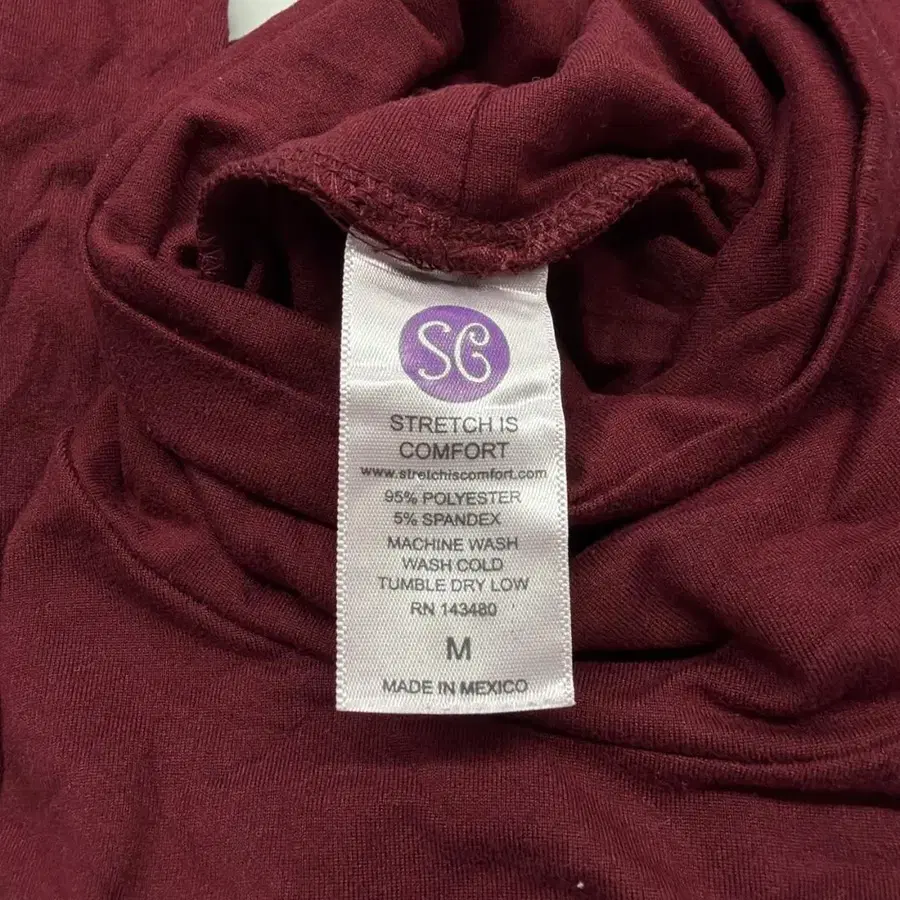 SC
STRETCH IS
COMFORT
www.stretchiscomfort.com
95% POLYESTER
5% SPANDEX
MACHINE WASH
WASH COLD
TUMBLE DRY LOW
RN 143480
M
MADE IN MEXICO